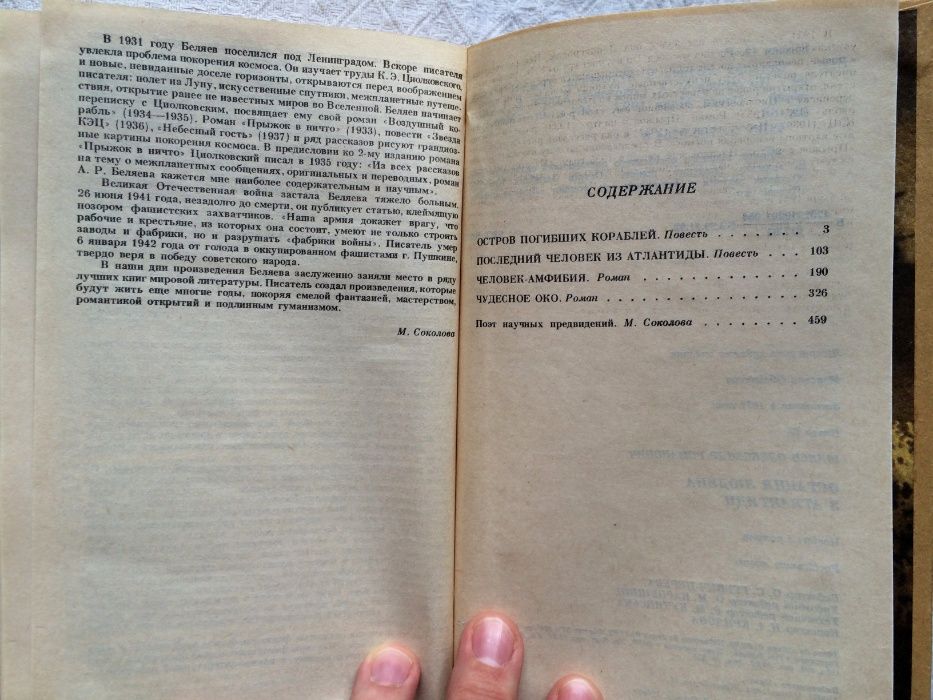 В 1931 году Беляев поселился под Ленинградом. Вскоре писателя
увлекла проблема покорения космоса. Он изучает труды К. Э. Циолковского,
и новые, невиданные доселе горизонты, открываются перед воображением
писателя: полет на Луну, искусственные спутники, межпланетные путеше-
ствия, открытие ранее не известных миров во Вселенной. Беляев начинает
переписку с Циолковским, посвящает ему свой роман «Воздушный ко-
рабль» (1934—1935). Роман «Прыжок в ничто» (1933), повести «Звезда
КЭЦ» (1936), «Небесный гость» (1937) и ряд рассказов рисуют грандиоз-
ные картины покорения космоса. В предисловии ко 2-му изданию романа
«Прыжок в ничто» Циолковский писал в 1935 году: «Из всех рассказов
на тему о межпланетных сообщениях, оригинальных и переводных, роман
А. Р. Беляева кажется мне наиболее содержательным и научным».
Великая Отечественная война застала Беляева тяжело больным.
26 июня 1941 года, незадолго до смерти, он публикует статью, клеймящую
позором фашистских захватчиков. «Наша армия докажет врагу, что
рабочие и крестьяне, из которых она состоит, умеют не только строить
заводы и фабрики, но и разрушать «фабрики войны». Писатель умер
6 января 1942 года от голода в оккупированном фашистами г. Пушкине,
твердо веря в победу советского народа.
В наши дни произведения Беляева заслуженно заняли место в ряду
лучших книг мировой литературы. Писатель создал произведения, которые
будут жить еще многие годы, покоряя смелой фантазией, мастерством,
романтикой открытий и подлинным гуманизмом.
М. Соколова
СОДЕРЖАНИЕ
ОСТРОВ ПОГИБШИХ КОРАБЛЕЙ. Повесть . . . . . . . 3
ПОСЛЕДНИЙ ЧЕЛОВЕК ИЗ АТЛАНТИДЫ. Повесть . . . . 103
ЧЕЛОВЕК-АМФИБИЯ. Роман . . . . . . . . . . . . . 190
ЧУДЕСНОЕ ОКО. Роман . . . . . . . . . . . . . . . 326
Поэт научных предвидений. М. Соколова . . . . . . . . 459